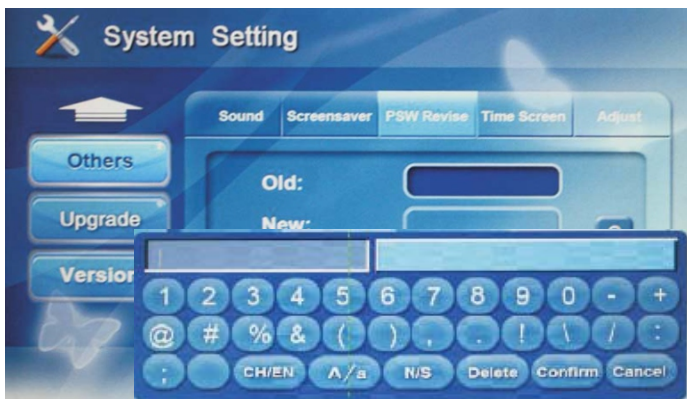 System Setting
Sound Screensaver PSW Revise Time Screen Adjust
Others
Old:
Upgrade
New:
Version
1 2 3 4 5 6 7 8 9 0 - +
@ # % & ( ) , . ! \ / :
; CH/EN A/a N/S Delete Confirm Cancel